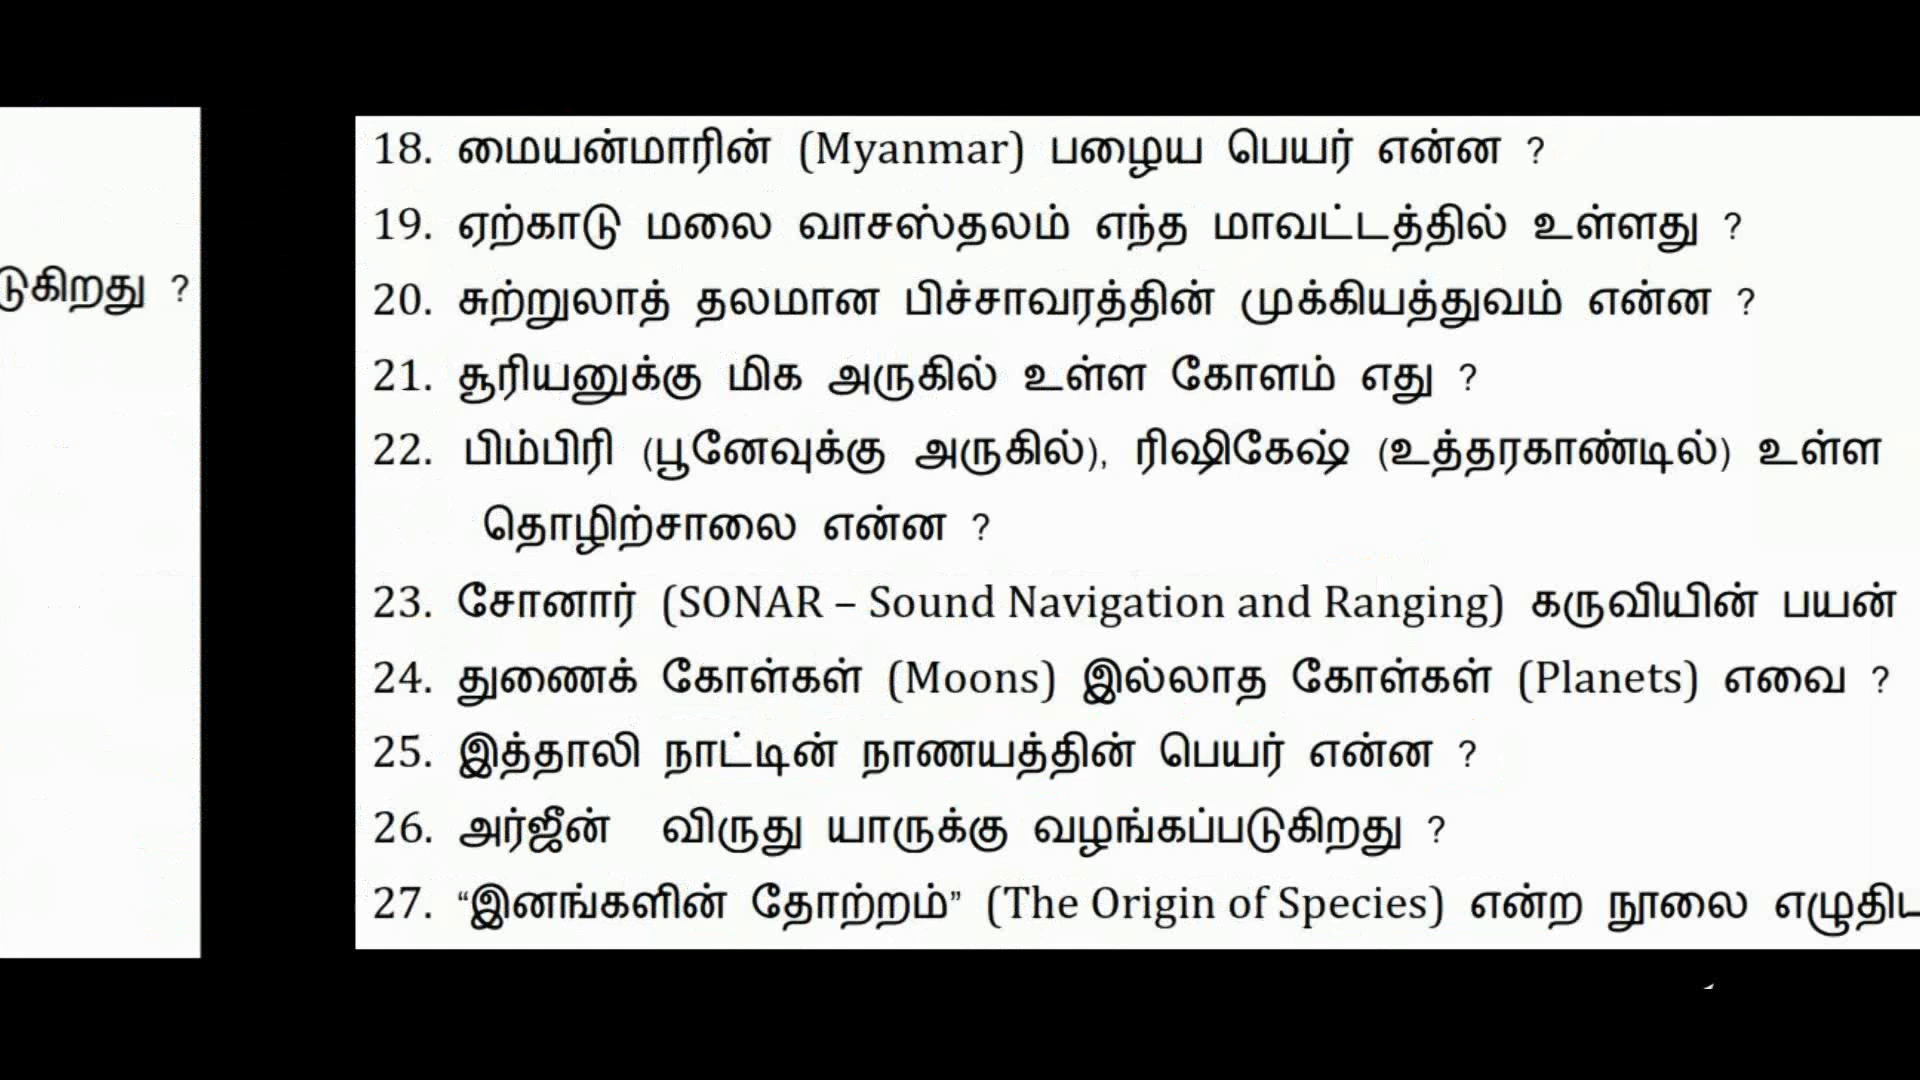 டுகிறது ?
18. மையன்மாரின் (Myanmar) பழைய பெயர் என்ன ?
19. ஏற்காடு மலை வாசஸ்தலம் எந்த மாவட்டத்தில் உள்ளது ?
20. சுற்றுலாத் தலமான பிச்சாவரத்தின் முக்கியத்துவம் என்ன ?
21. சூரியனுக்கு மிக அருகில் உள்ள கோளம் எது ?
22. பிம்பிரி (பூனேவுக்கு அருகில்), ரிஷிகேஷ் (உத்தரகாண்டில்) உள்ள
தொழிற்சாலை என்ன ?
23. சோனார் (SONAR – Sound Navigation and Ranging) கருவியின் பயன்
24. துணைக் கோள்கள் (Moons) இல்லாத கோள்கள் (Planets) எவை ?
25. இத்தாலி நாட்டின் நாணயத்தின் பெயர் என்ன ?
26. அர்ஜீன் விருது யாருக்கு வழங்கப்படுகிறது ?
27. “இனங்களின் தோற்றம்” (The Origin of Species) என்ற நூலை